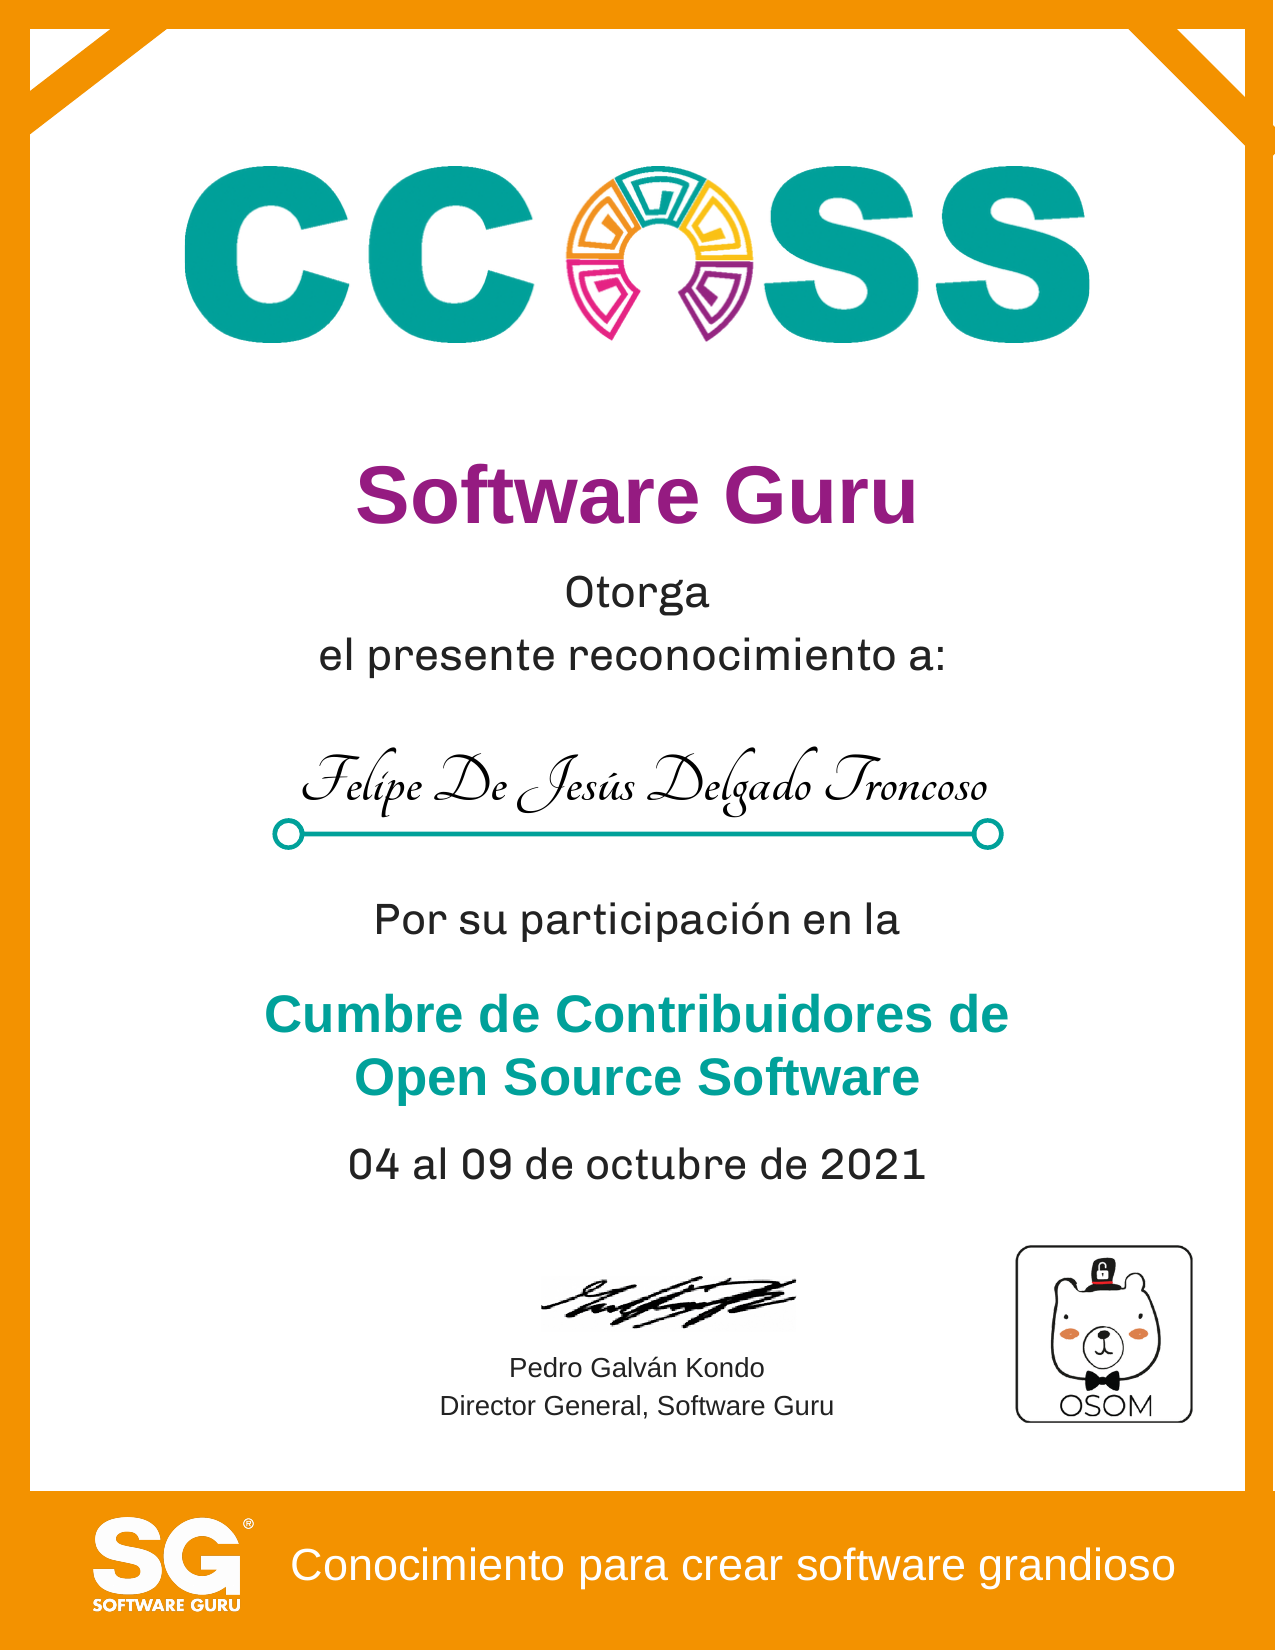 CCOSS
Software Guru
Otorga
el presente reconocimiento a:
Felipe De Jesús Delgado Troncoso
Por su participación en la
Cumbre de Contribuidores de
Open Source Software
04 al 09 de octubre de 2021
Pedro Galván Kondo
Director General, Software Guru
OSOM
SG®
SOFTWARE GURU
Conocimiento para crear software grandioso